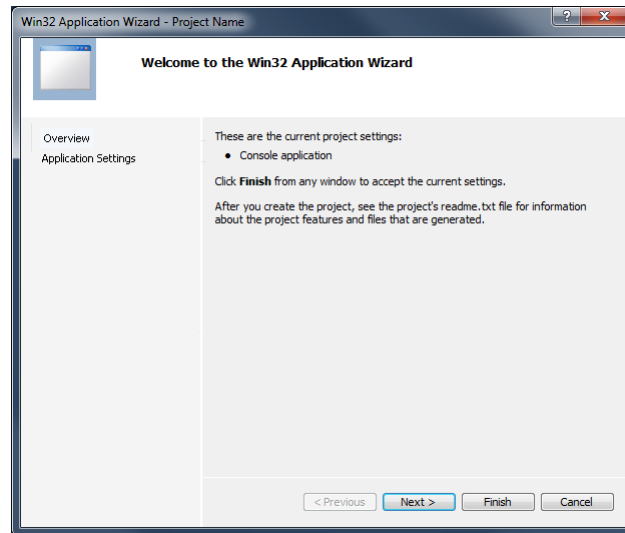 Win32 Application Wizard - Project Name
? X
Welcome to the Win32 Application Wizard
Overview
Application Settings
These are the current project settings:
• Console application
Click Finish from any window to accept the current settings.
After you create the project, see the project's readme.txt file for information
about the project features and files that are generated.
< Previous Next > Finish Cancel